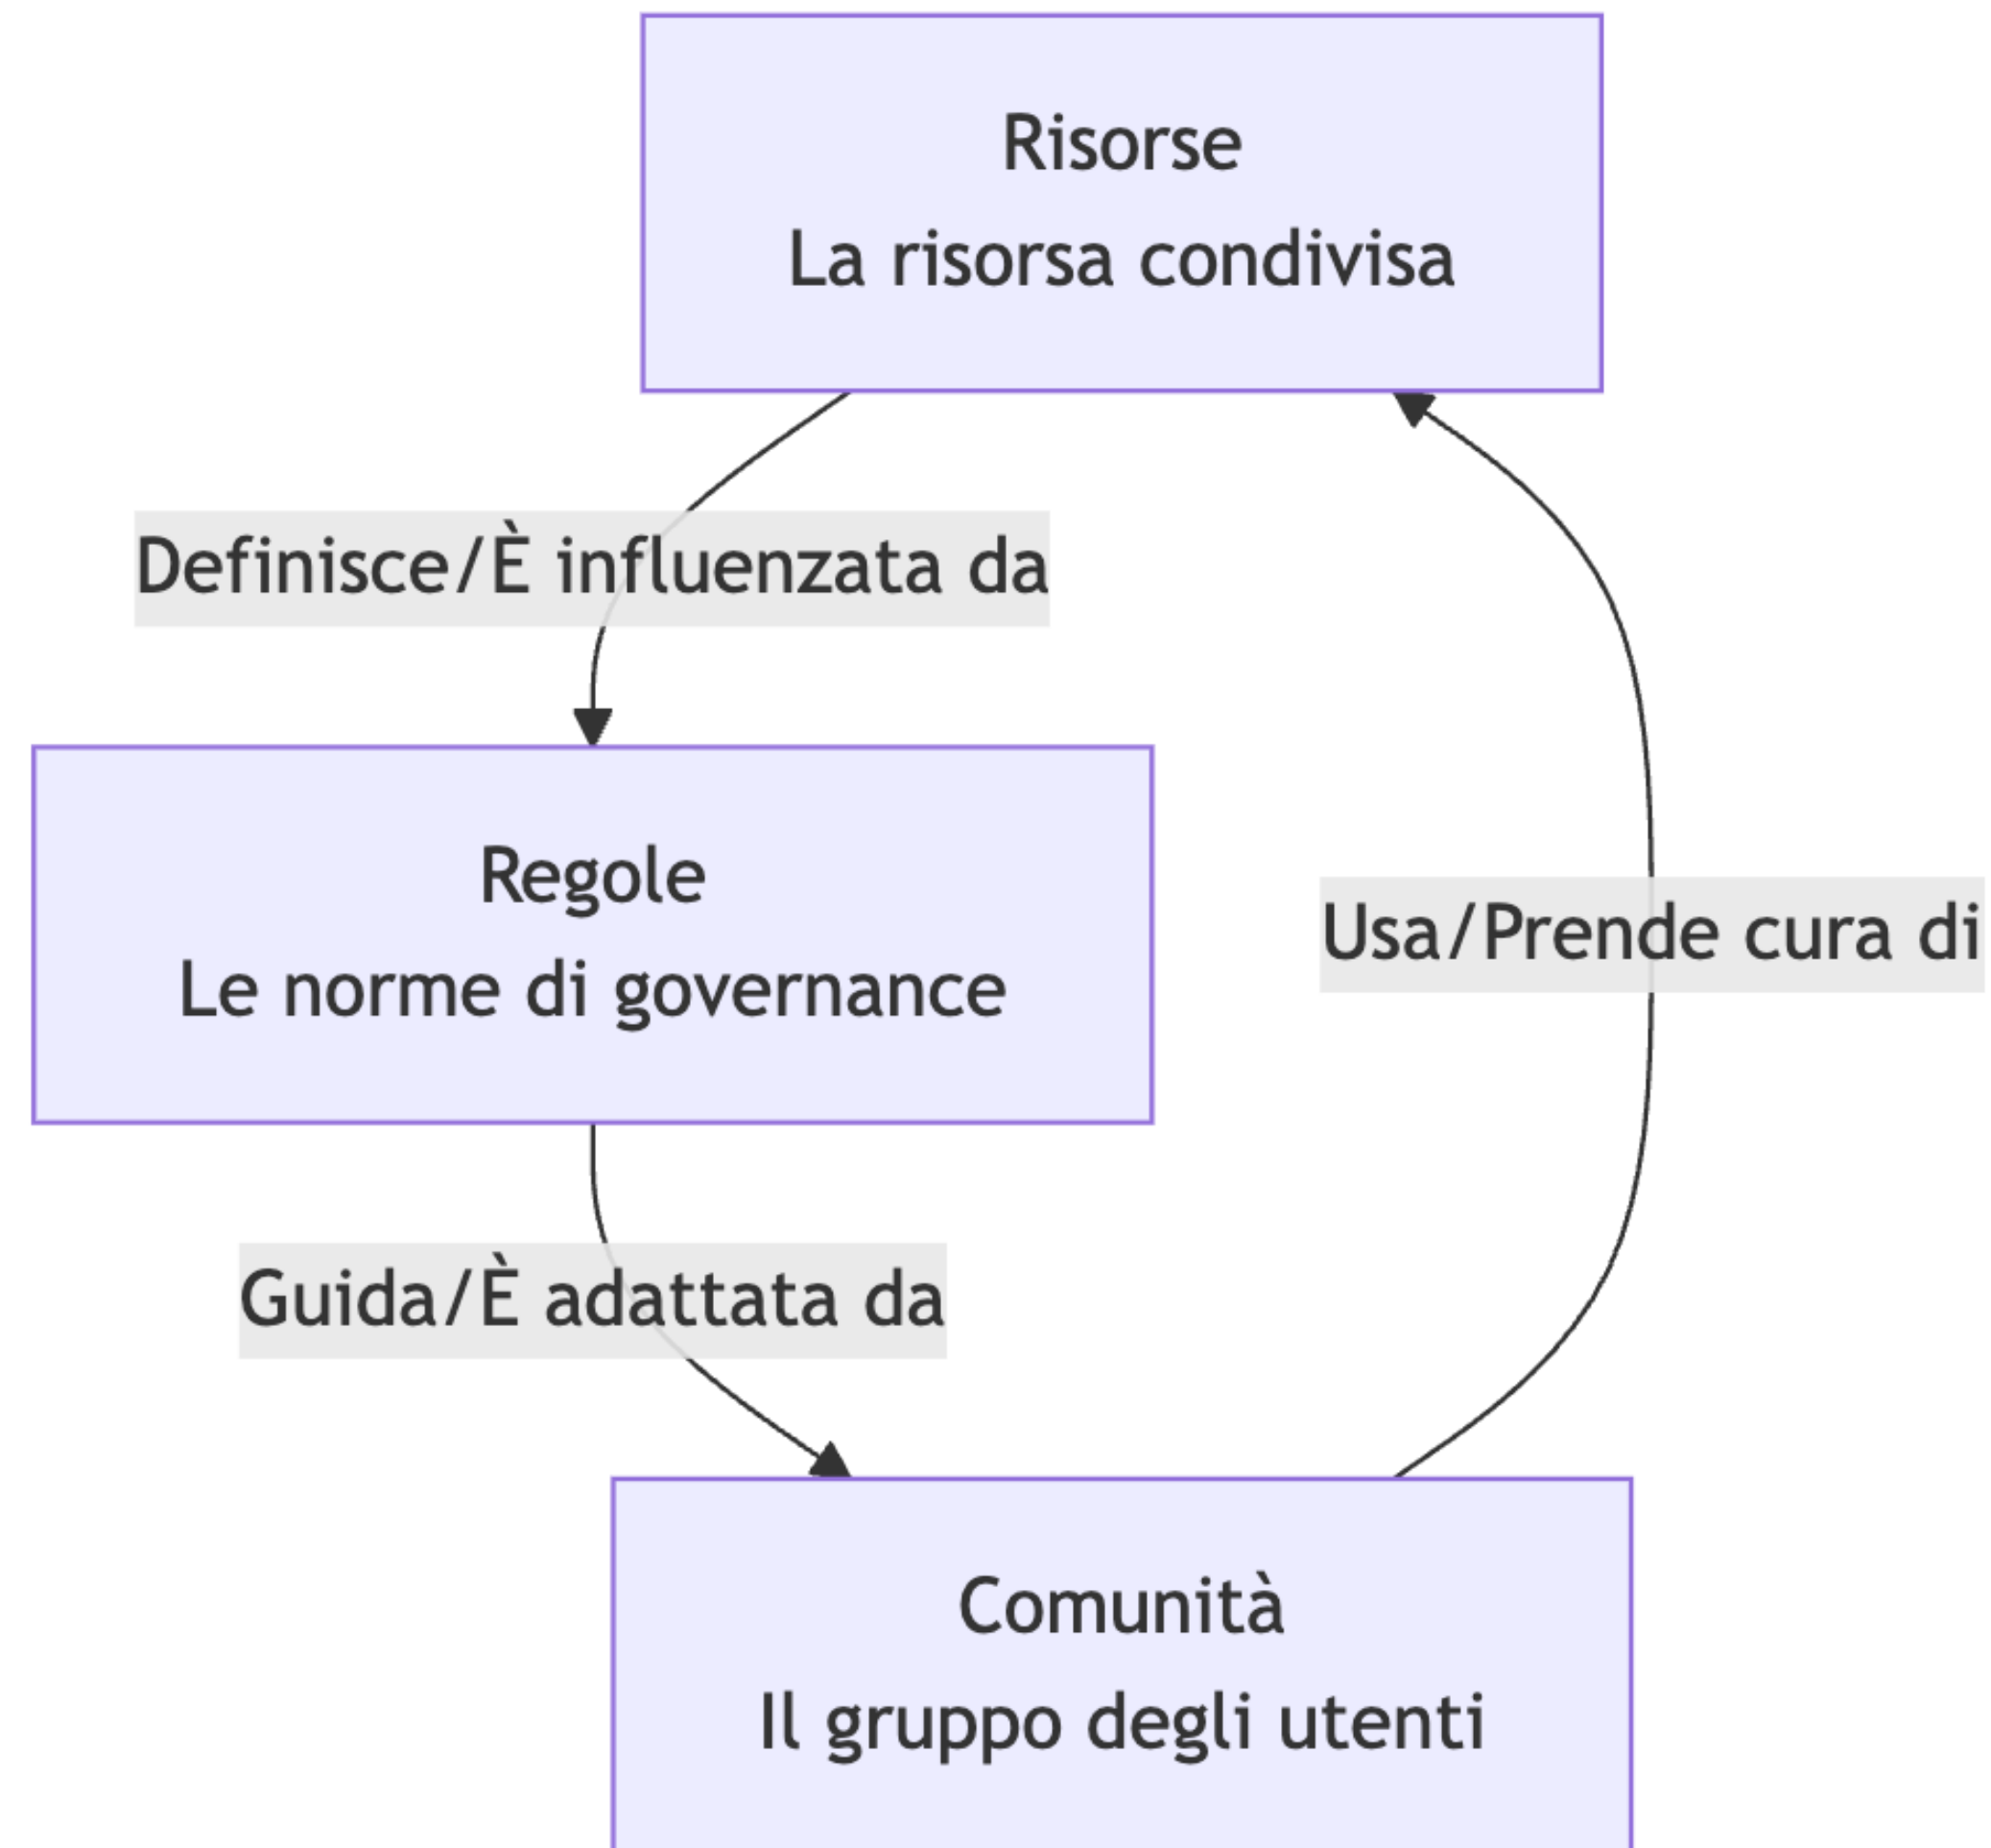 Risorse
La risorsa condivisa
Definisce/È influenzata da
Regole
Le norme di governance
Usa/Prende cura di
Guida/È adattata da
Comunità
Il gruppo degli utenti